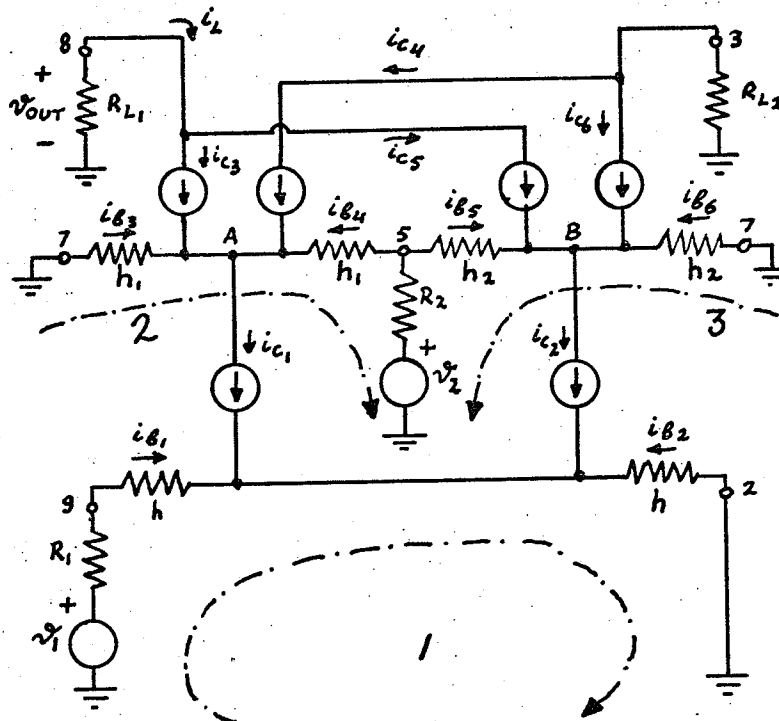 i_L
8
i_C4
3
+
v_OUT
-
R_L1
R_L2
i_C3
i_C5
i_C6
i_B3
A
i_B4
5
i_B5
B
i_B6
7
7
h_1
h_1
h_2
h_2
R_2
2
3
+
v_2
i_C1
i_C2
i_B1
i_B2
9
h
h
2
R_1
+
v_1
1